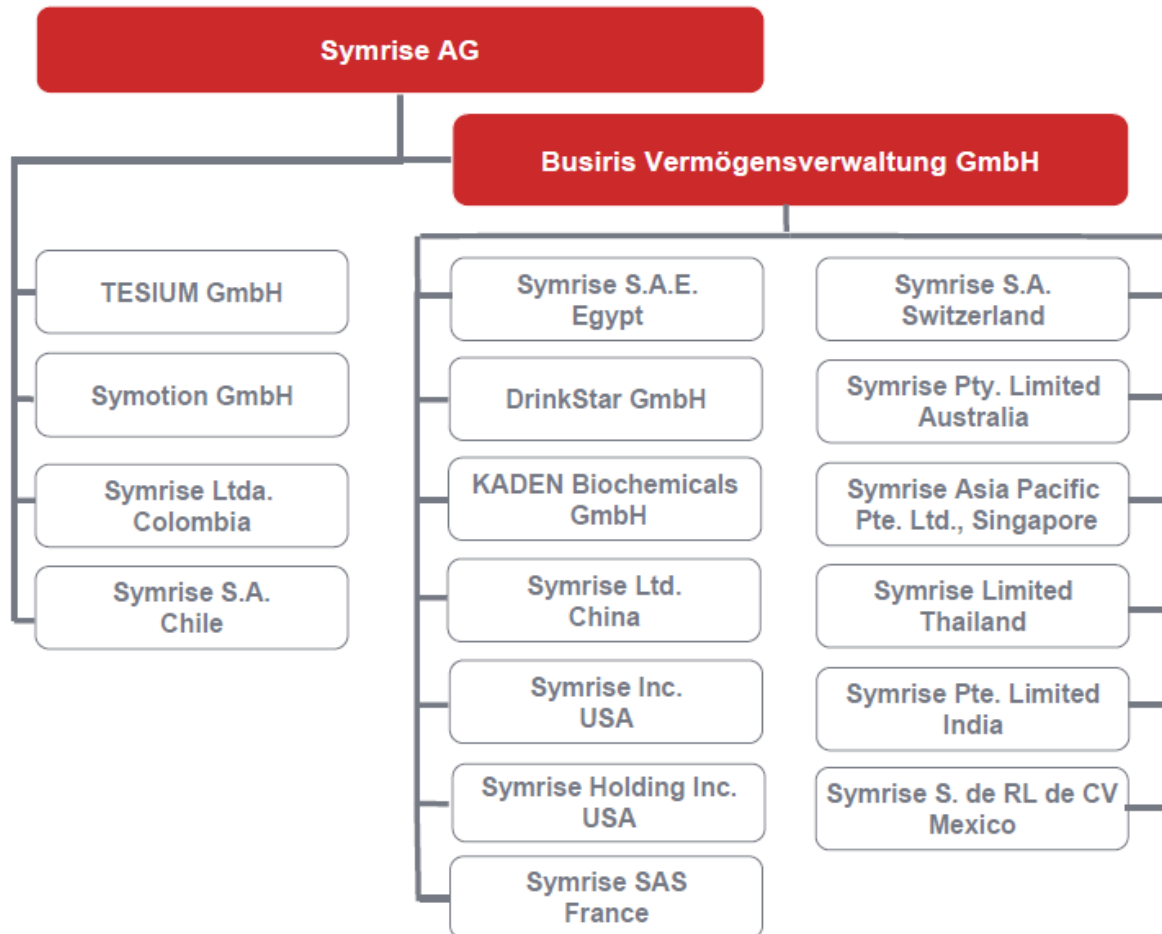 Symrise AG
Busiris Vermögensverwaltung GmbH
TESIUM GmbH
Symotion GmbH
Symrise Ltda.
Colombia
Symrise S.A.
Chile
Symrise S.A.E.
Egypt
DrinkStar GmbH
KADEN Biochemicals
GmbH
Symrise Ltd.
China
Symrise Inc.
USA
Symrise Holding Inc.
USA
Symrise SAS
France
Symrise S.A.
Switzerland
Symrise Pty. Limited
Australia
Symrise Asia Pacific
Pte. Ltd., Singapore
Symrise Limited
Thailand
Symrise Pte. Limited
India
Symrise S. de RL de CV
Mexico